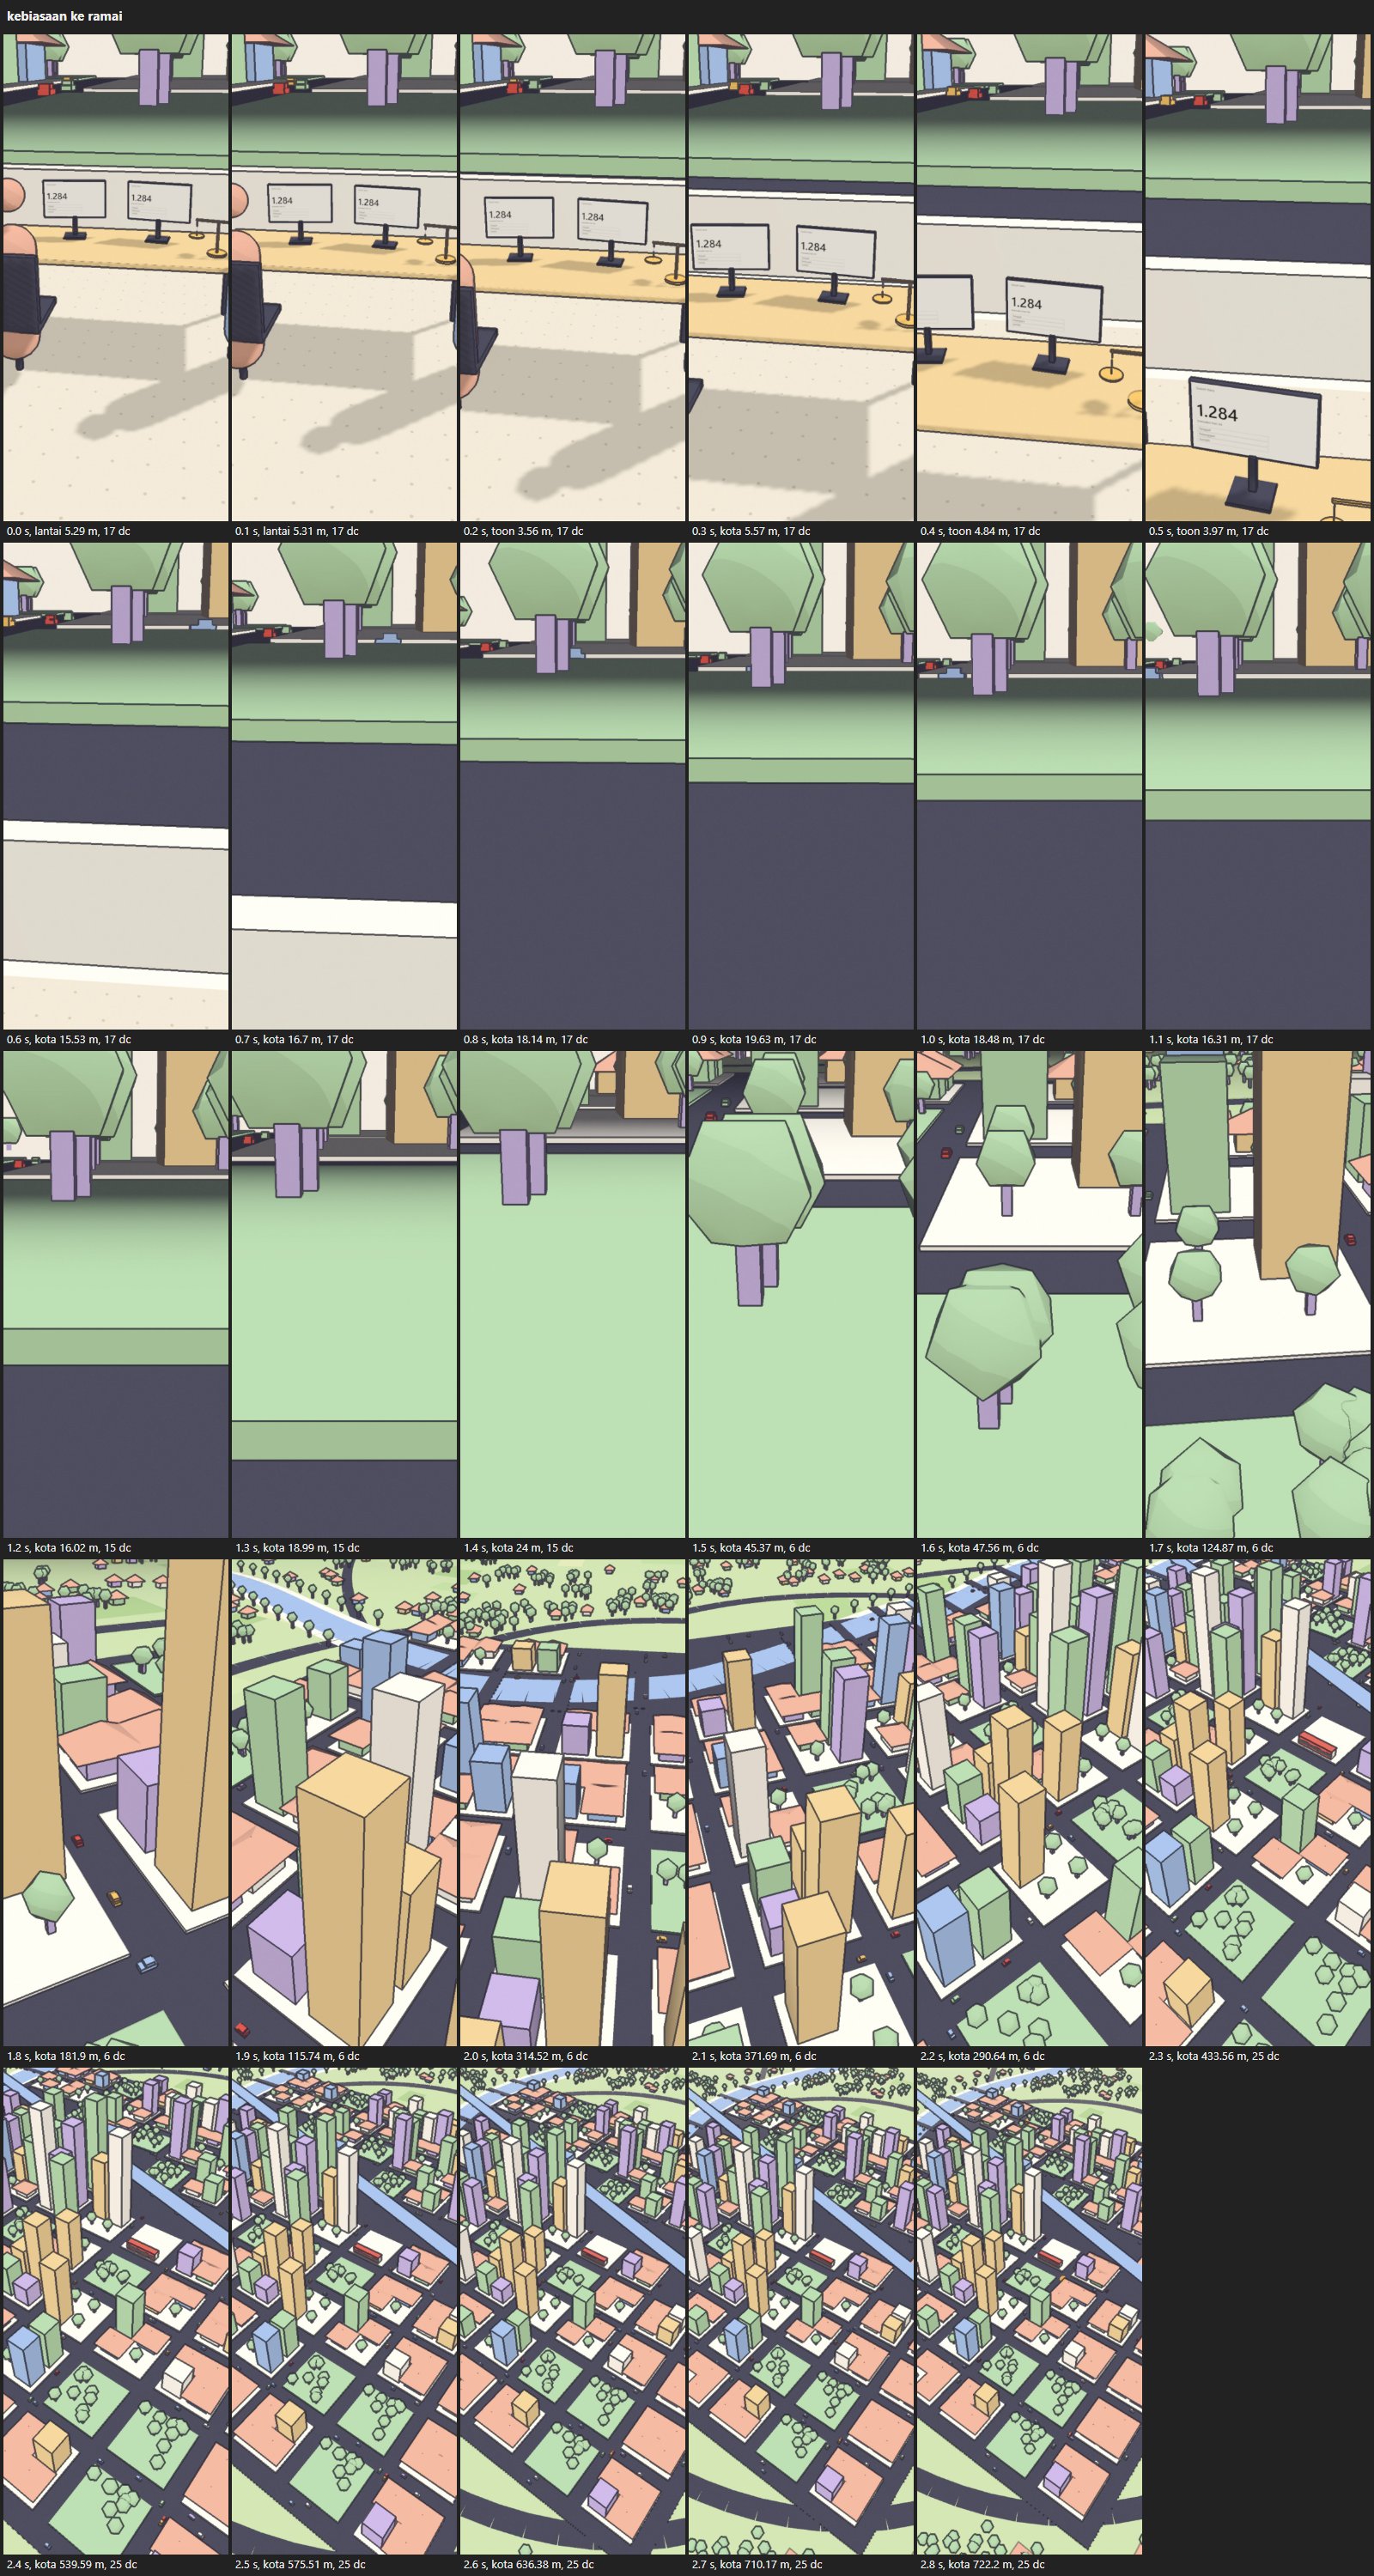 kebiasaan ke ramai
1.284
1.284
1.284
1.284
1.284
1.284
1.284
1.284
1.284
1.284
0.0 s, lantai 5.29 m, 17 dc
0.1 s, lantai 5.31 m, 17 dc
0.2 s, toon 3.56 m, 17 dc
0.3 s, kota 5.57 m, 17 dc
0.4 s, toon 4.84 m, 17 dc
0.5 s, toon 3.97 m, 17 dc
0.6 s, kota 15.53 m, 17 dc
0.7 s, kota 16.7 m, 17 dc
0.8 s, kota 18.14 m, 17 dc
0.9 s, kota 19.63 m, 17 dc
1.0 s, kota 18.48 m, 17 dc
1.1 s, kota 16.31 m, 17 dc
1.2 s, kota 16.02 m, 15 dc
1.3 s, kota 18.99 m, 15 dc
1.4 s, kota 24 m, 15 dc
1.5 s, kota 45.37 m, 6 dc
1.6 s, kota 47.56 m, 6 dc
1.7 s, kota 124.87 m, 6 dc
1.8 s, kota 181.9 m, 6 dc
1.9 s, kota 115.74 m, 6 dc
2.0 s, kota 314.52 m, 6 dc
2.1 s, kota 371.69 m, 6 dc
2.2 s, kota 290.64 m, 6 dc
2.3 s, kota 433.56 m, 25 dc
2.4 s, kota 539.59 m, 25 dc
2.5 s, kota 575.51 m, 25 dc
2.6 s, kota 636.38 m, 25 dc
2.7 s, kota 710.17 m, 25 dc
2.8 s, kota 722.2 m, 25 dc